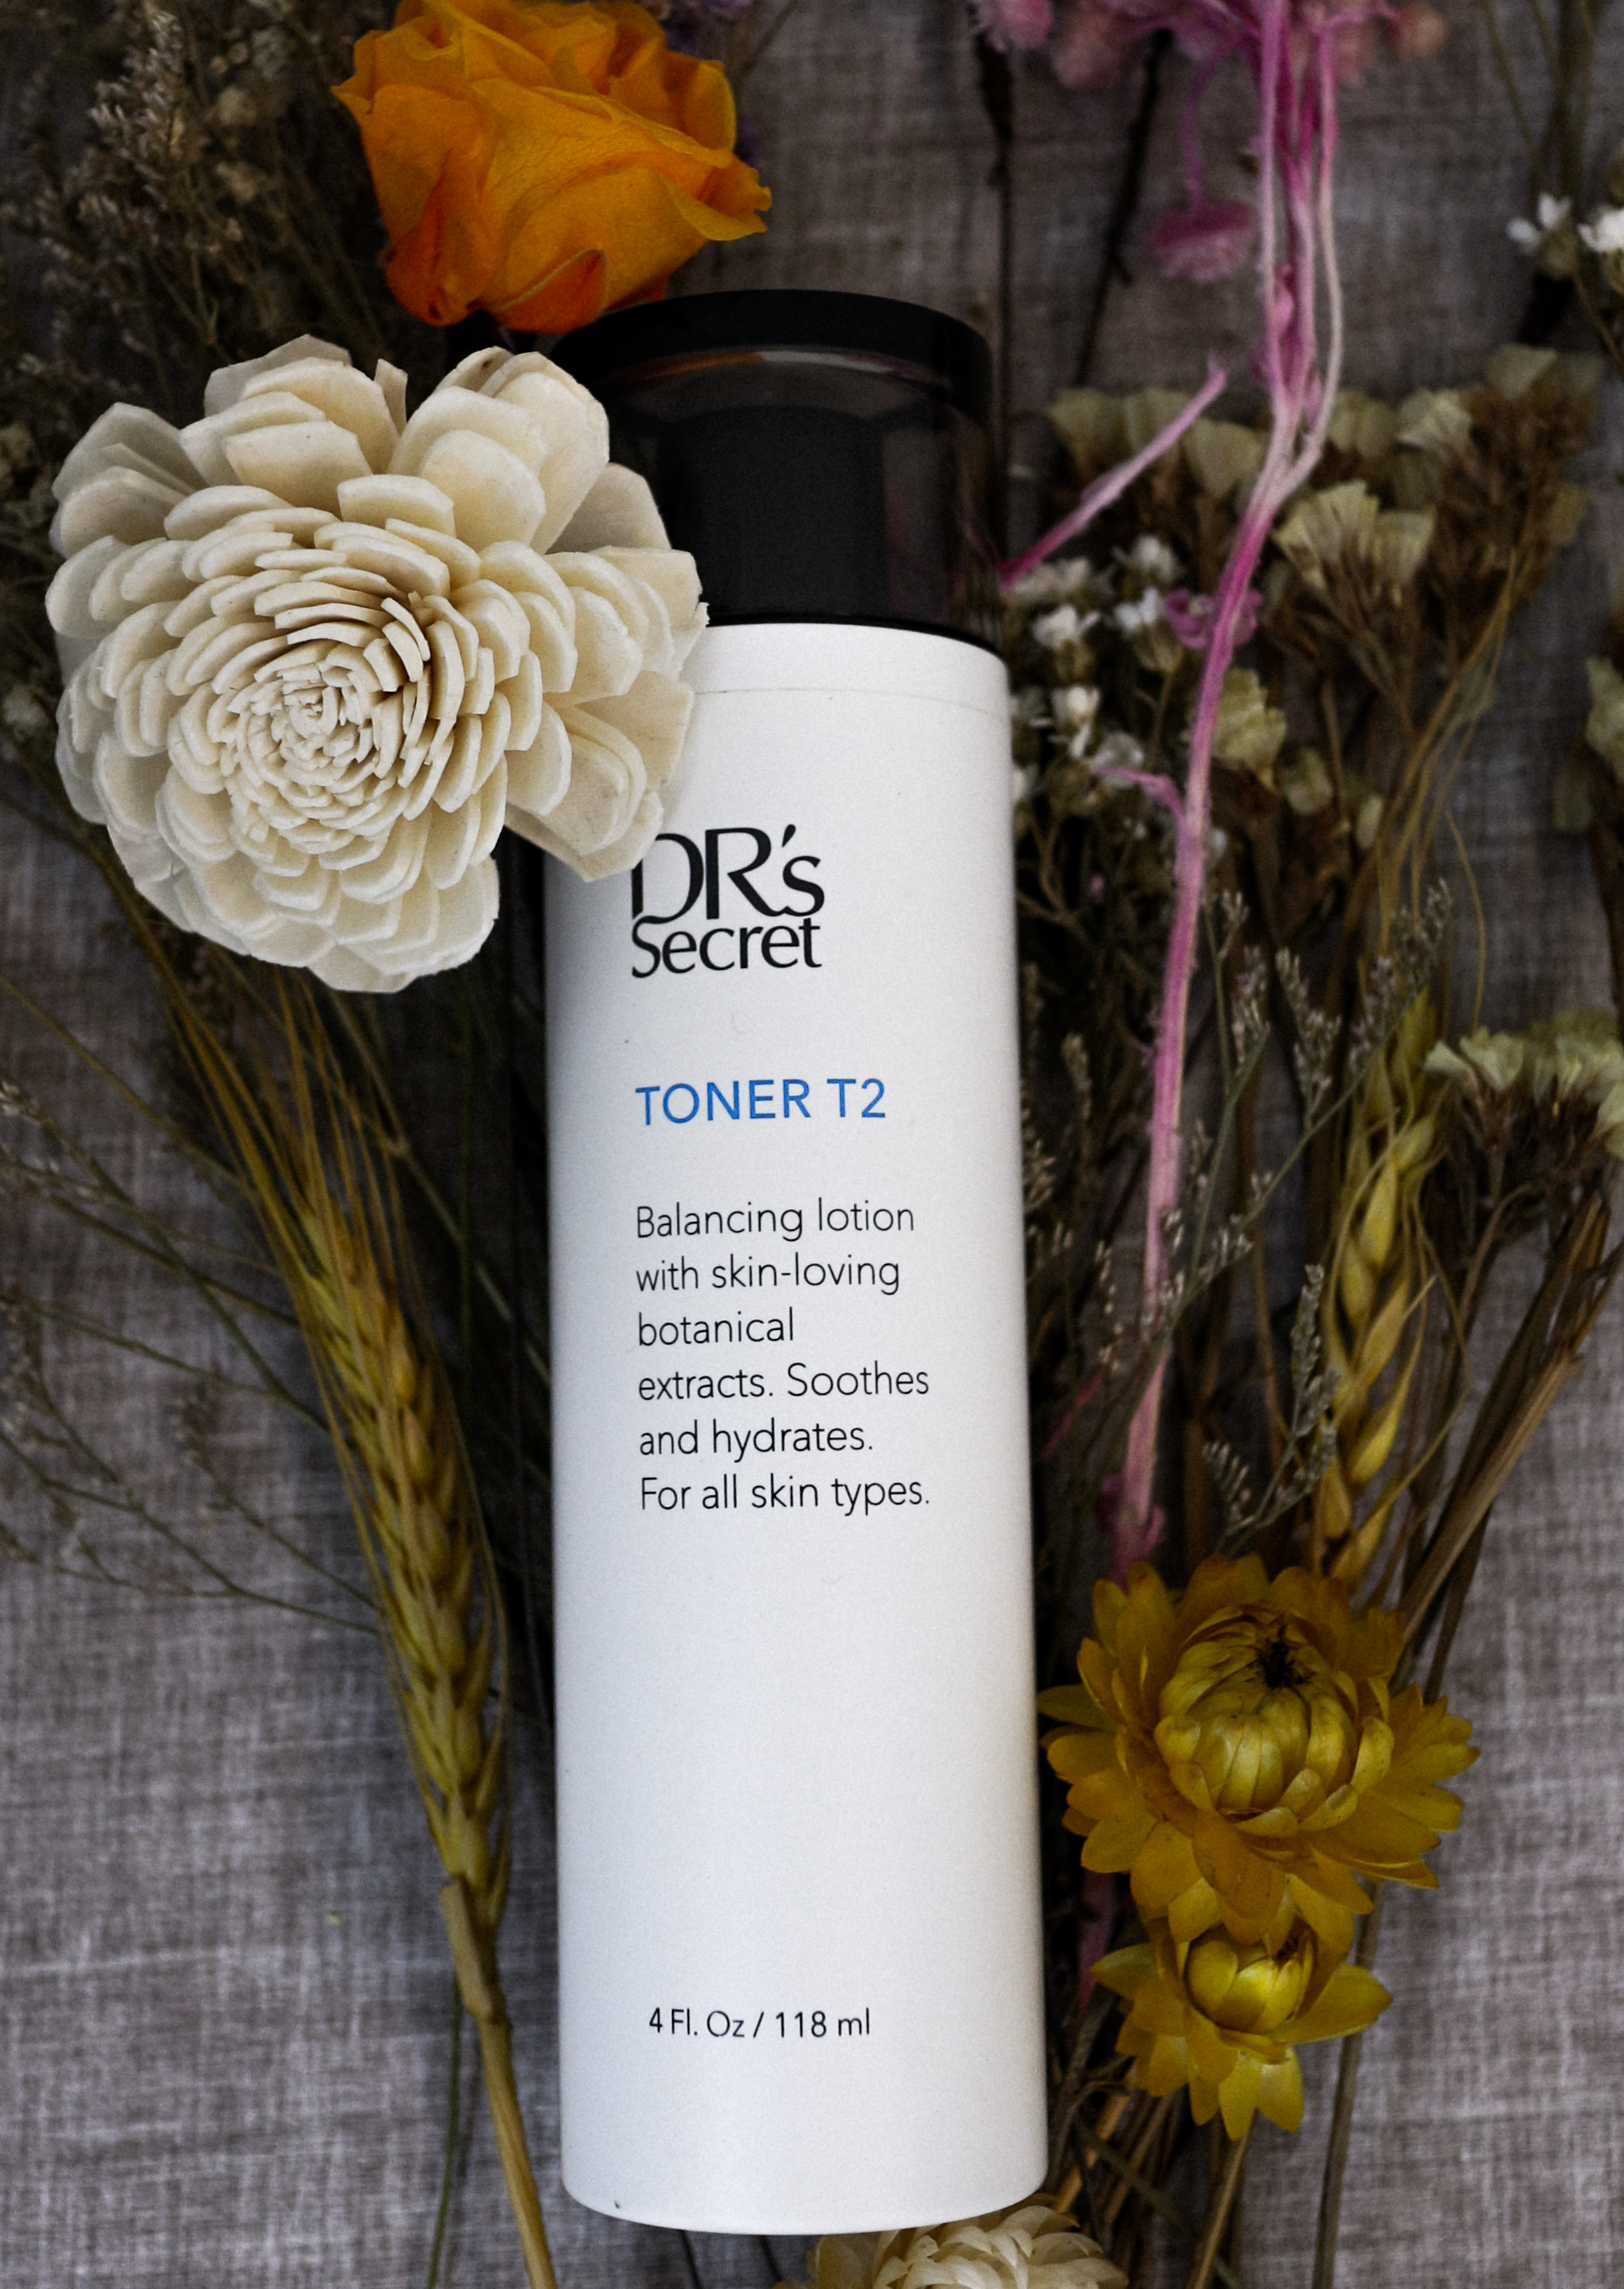 DR's
Secret
TONER T2
Balancing lotion
with skin-loving
botanical
extracts. Soothes
and hydrates.
For all skin types.
4 Fl. Oz / 118 ml